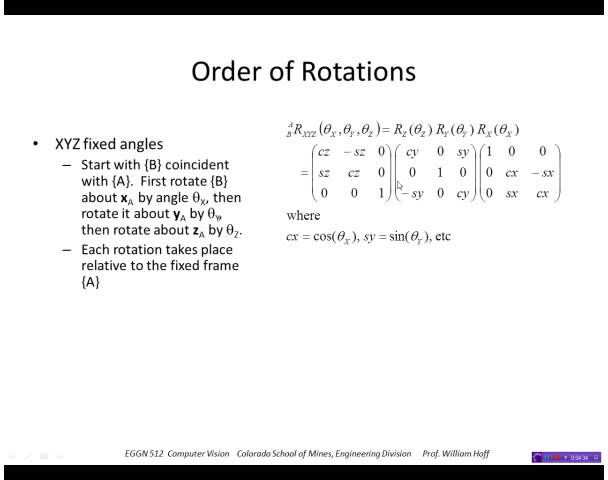 Order of Rotations
• XYZ fixed angles
– Start with {B} coincident
with {A}. First rotate {B}
about x_A by angle θ_X, then
rotate it about y_A by θ_Y,
then rotate about z_A by θ_Z.
– Each rotation takes place
relative to the fixed frame
{A}
^A_B R_XYZ (θ_X, θ_Y, θ_Z) = R_Z (θ_Z) R_Y (θ_Y) R_X (θ_X)
= ( cz − sz 0 ) ( cy 0 sy ) ( 1 0 0 )
( sz cz 0 ) ( 0 1 0 ) ( 0 cx − sx )
( 0 0 1 ) ( − sy 0 cy ) ( 0 sx cx )
where
cx = cos(θ_X), sy = sin(θ_Y), etc
EGGN 512 Computer Vision Colorado School of Mines, Engineering Division Prof. William Hoff
0:04:34